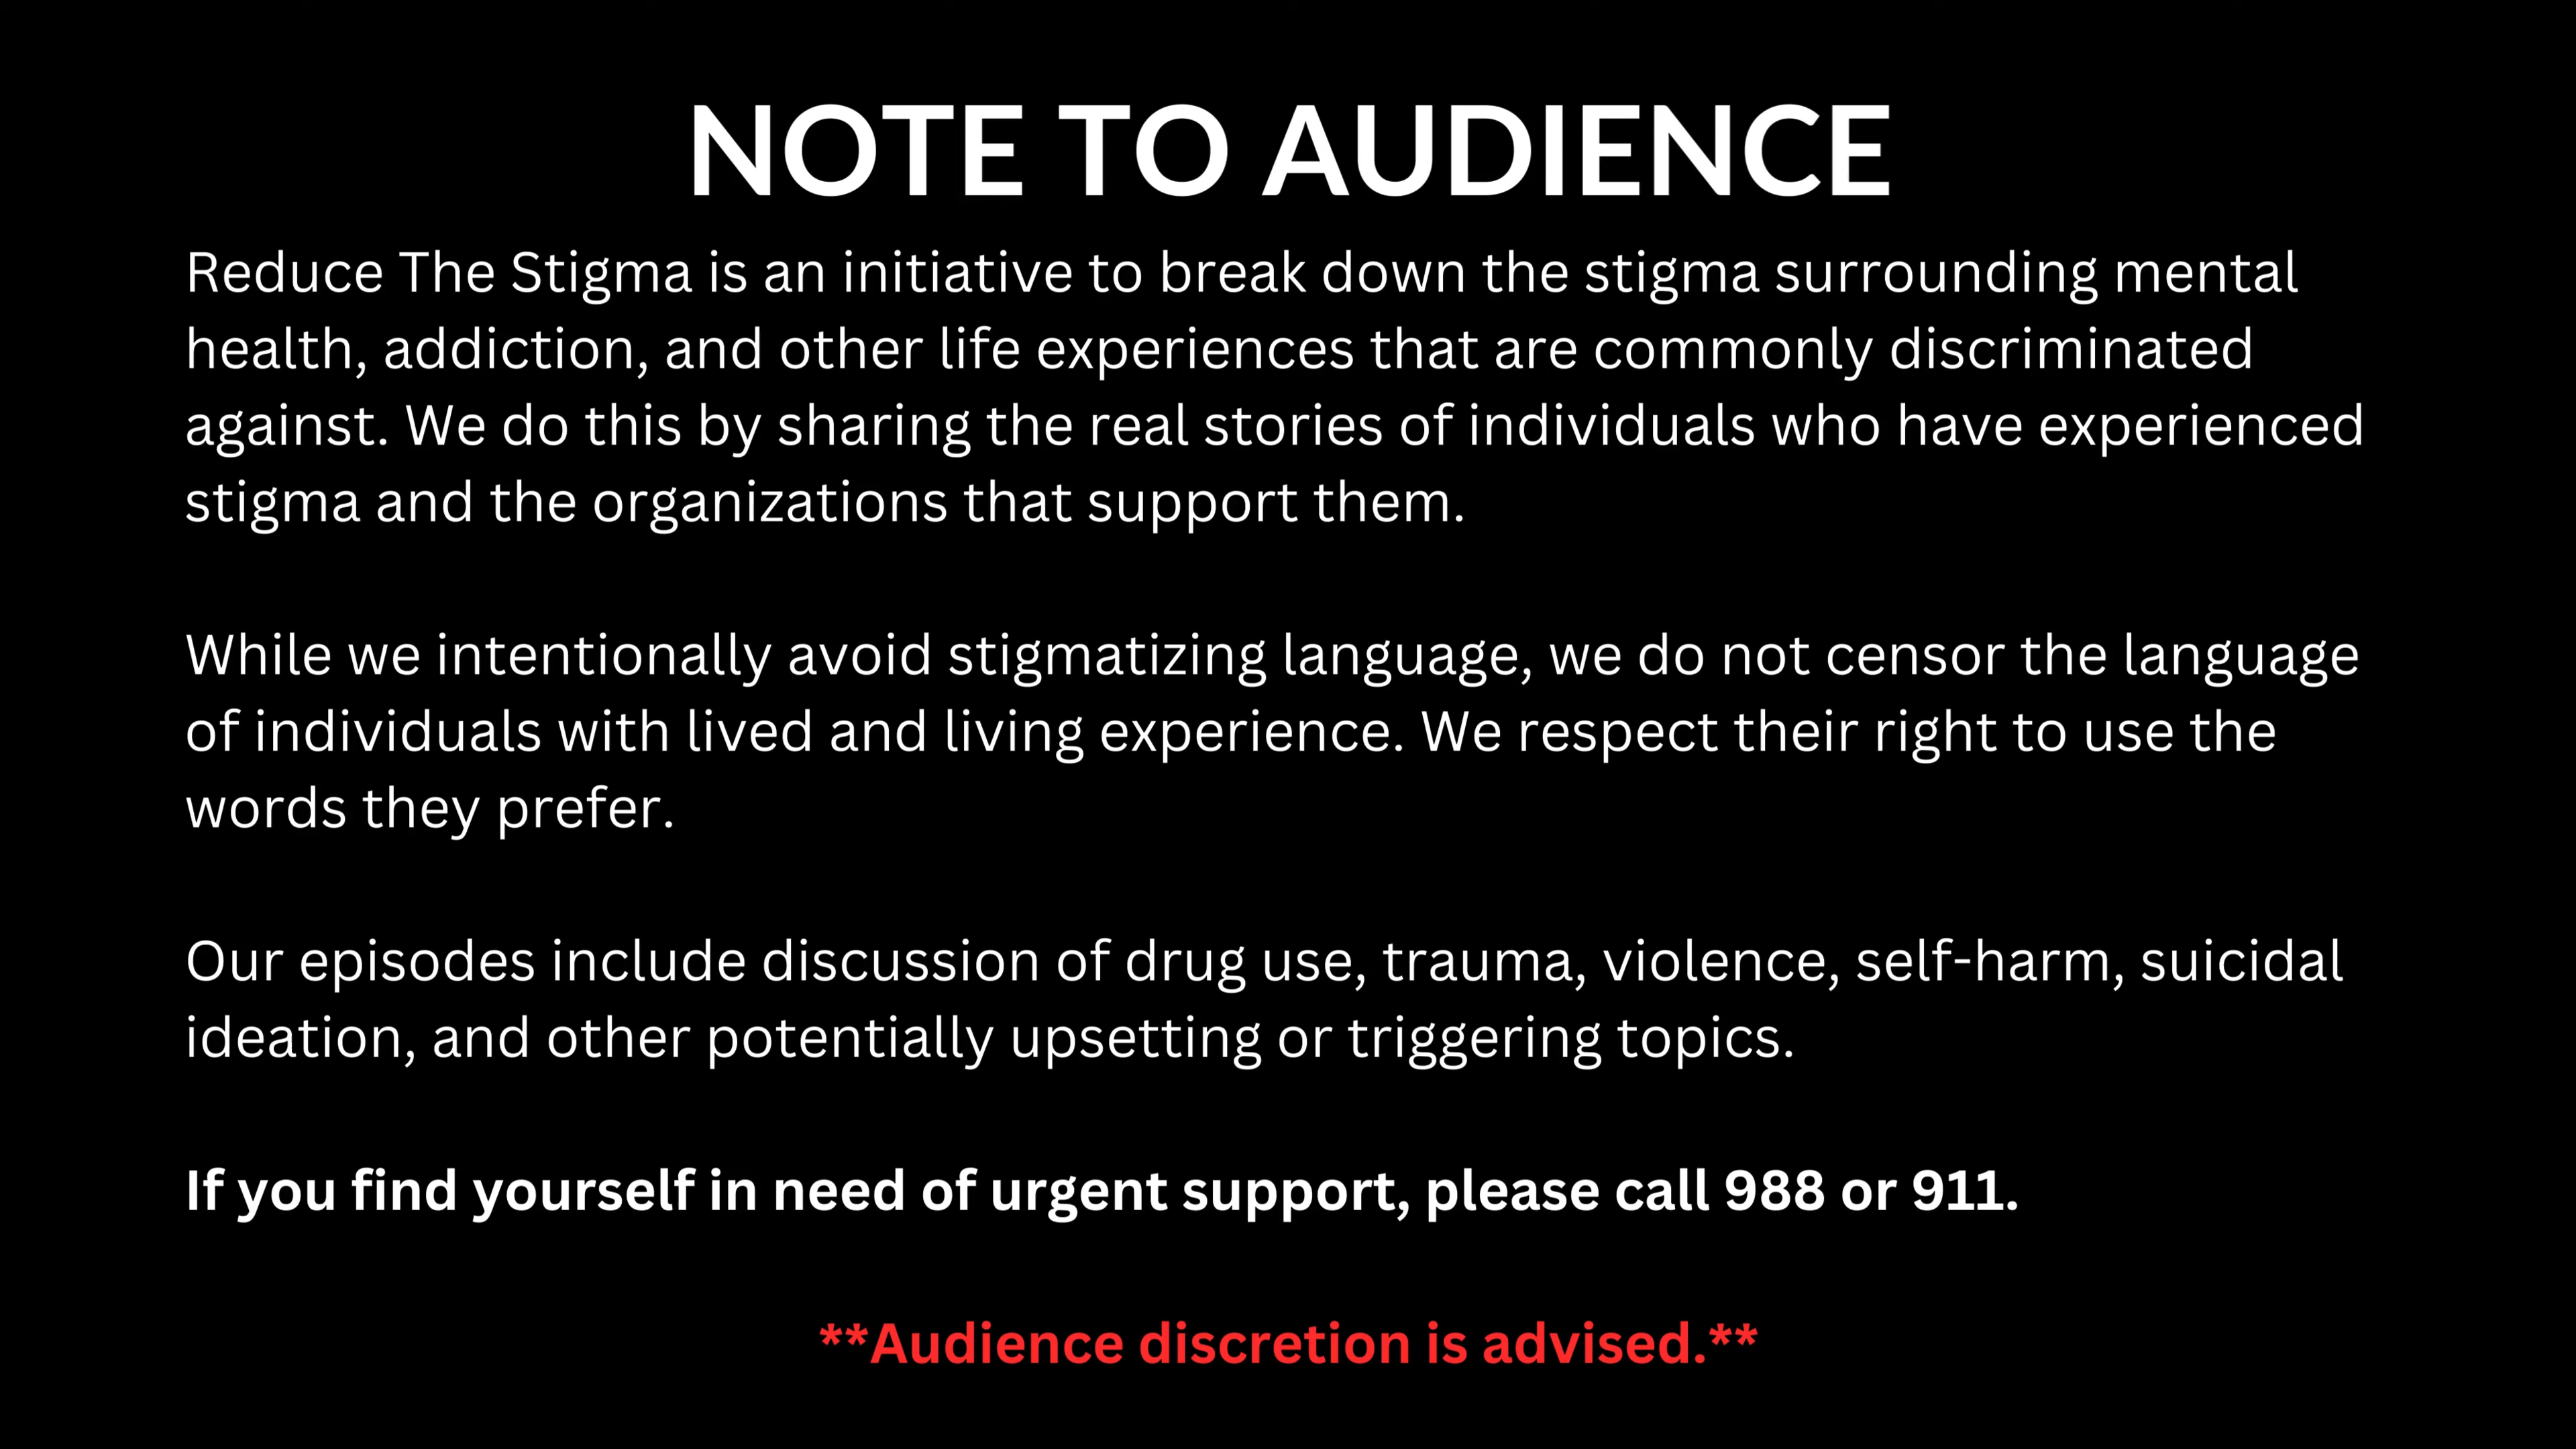 NOTE TO AUDIENCE
Reduce The Stigma is an initiative to break down the stigma surrounding mental
health, addiction, and other life experiences that are commonly discriminated
against. We do this by sharing the real stories of individuals who have experienced
stigma and the organizations that support them.
While we intentionally avoid stigmatizing language, we do not censor the language
of individuals with lived and living experience. We respect their right to use the
words they prefer.
Our episodes include discussion of drug use, trauma, violence, self-harm, suicidal
ideation, and other potentially upsetting or triggering topics.
If you find yourself in need of urgent support, please call 988 or 911.
**Audience discretion is advised.**